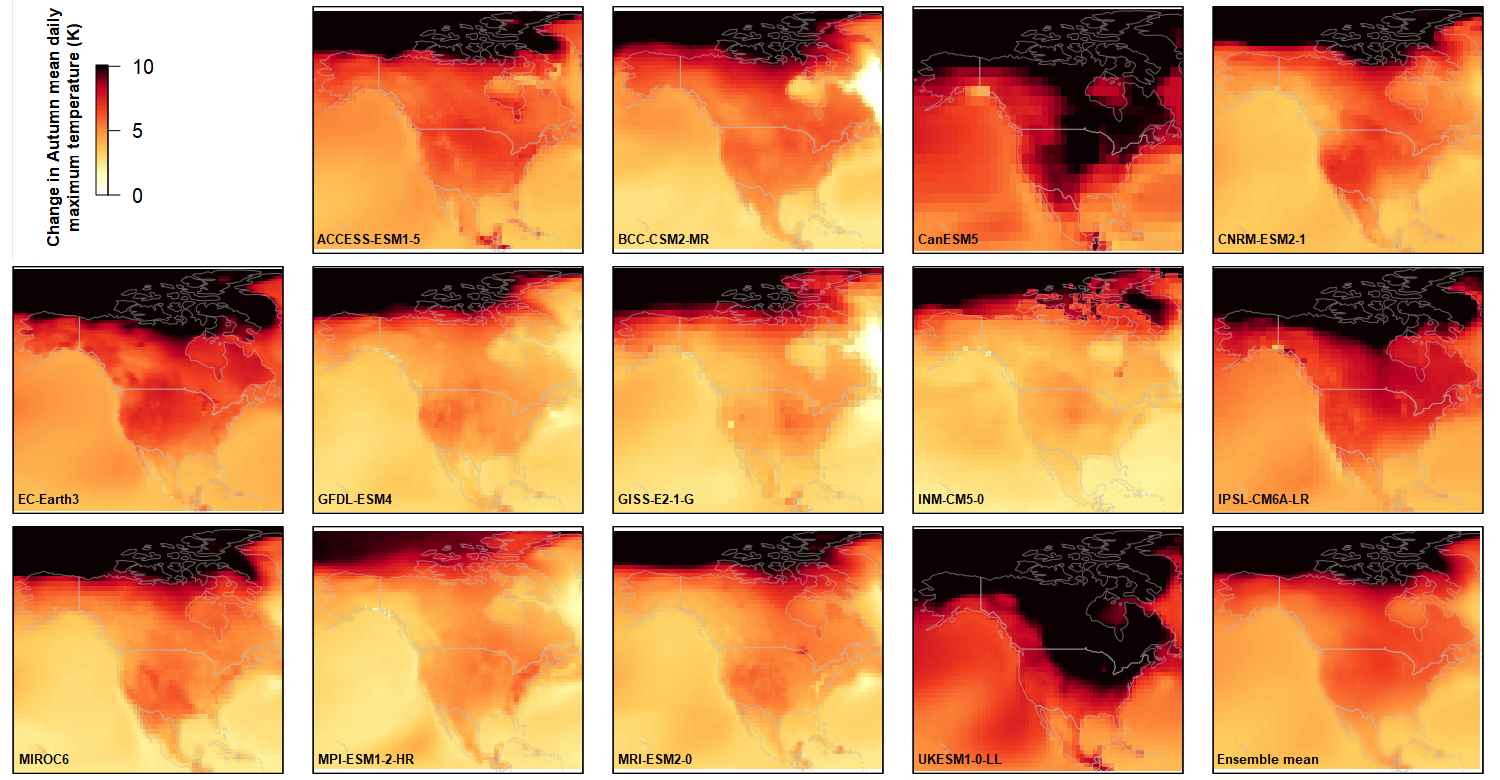 Change in Autumn mean daily
maximum temperature (K)
10
5
0
ACCESS-ESM1-5
BCC-CSM2-MR
CanESM5
CNRM-ESM2-1
EC-Earth3
GFDL-ESM4
GISS-E2-1-G
INM-CM5-0
IPSL-CM6A-LR
MIROC6
MPI-ESM1-2-HR
MRI-ESM2-0
UKESM1-0-LL
Ensemble mean